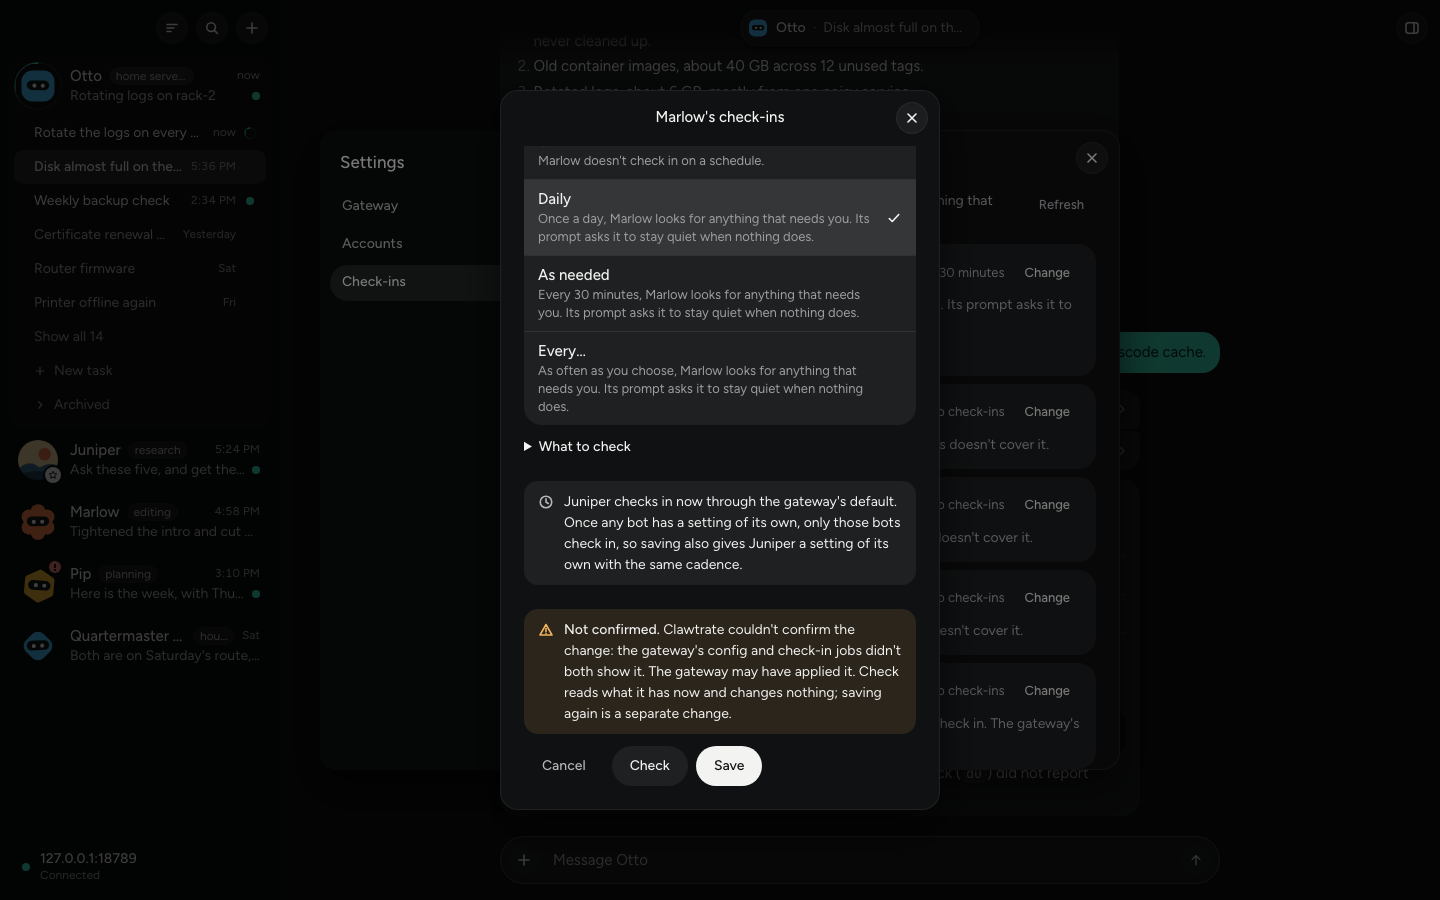 Otto · Disk almost full on th...
Otto home serve... now
Rotating logs on rack-2
Rotate the logs on every ... now
Disk almost full on the... 5:36 PM
Weekly backup check 2:34 PM
Certificate renewal ... Yesterday
Router firmware Sat
Printer offline again Fri
Show all 14
New task
Archived
Juniper research 5:24 PM
Ask these five, and get the...
Marlow editing 4:58 PM
Tightened the intro and cut ...
Pip planning 3:10 PM
Here is the week, with Thu...
Quartermaster ... hou... Sat
Both are on Saturday's route,...
127.0.0.1:18789
Connected
never cleaned up.
2. Old container images, about 40 GB across 12 unused tags.
Settings
Gateway
Accounts
Check-ins
Marlow's check-ins
Marlow doesn't check in on a schedule.
Daily
Once a day, Marlow looks for anything that needs you. Its
prompt asks it to stay quiet when nothing does.
As needed
Every 30 minutes, Marlow looks for anything that needs
you. Its prompt asks it to stay quiet when nothing does.
Every...
As often as you choose, Marlow looks for anything that
needs you. Its prompt asks it to stay quiet when nothing
does.
What to check
Juniper checks in now through the gateway's default.
Once any bot has a setting of its own, only those bots
check in, so saving also gives Juniper a setting of its
own with the same cadence.
Not confirmed. Clawtrate couldn't confirm the
change: the gateway's config and check-in jobs didn't
both show it. The gateway may have applied it. Check
reads what it has now and changes nothing; saving
again is a separate change.
Cancel Check Save
that
Refresh
30 minutes Change
. Its prompt asks it to
check-ins Change
doesn't cover it.
check-ins Change
doesn't cover it.
check-ins Change
cover it.
check-ins Change
in. The gateway's
cache.
did not report
Message Otto